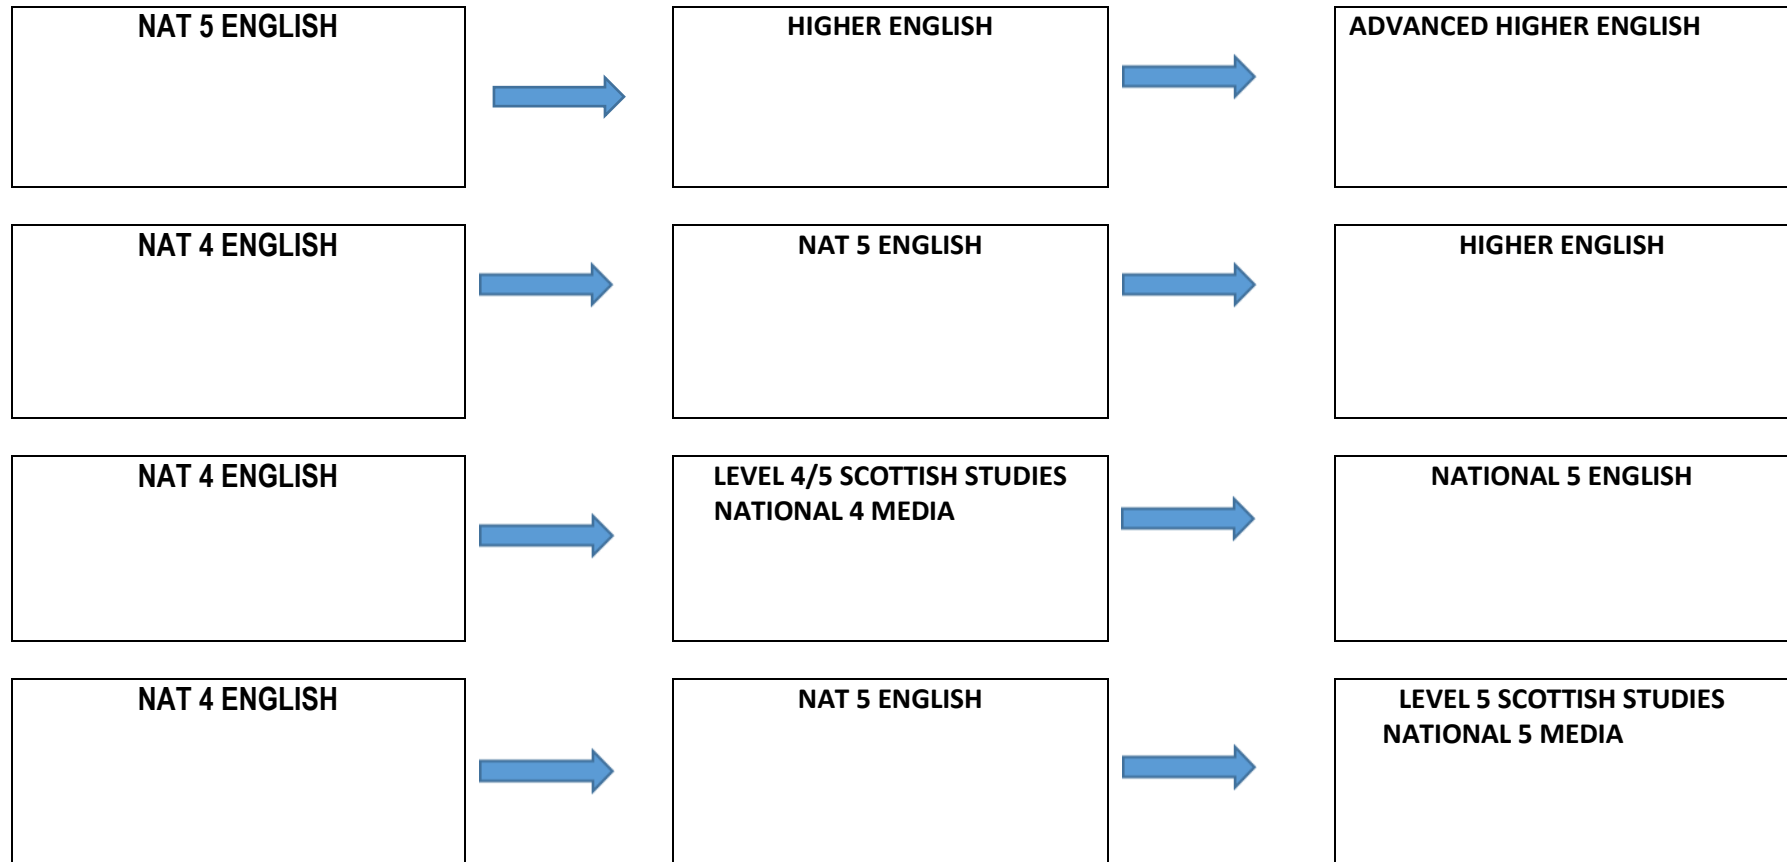 NAT 5 ENGLISH
HIGHER ENGLISH
ADVANCED HIGHER ENGLISH
NAT 4 ENGLISH
NAT 5 ENGLISH
HIGHER ENGLISH
NAT 4 ENGLISH
LEVEL 4/5 SCOTTISH STUDIES
NATIONAL 4 MEDIA
NATIONAL 5 ENGLISH
NAT 4 ENGLISH
NAT 5 ENGLISH
LEVEL 5 SCOTTISH STUDIES
NATIONAL 5 MEDIA